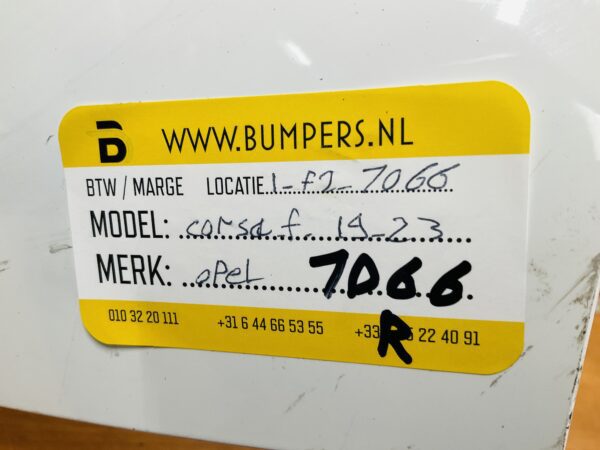 WWW.BUMPERS.NL
BTW / MARGE LOCATIE 1-f2-7066
MODEL: corsa f 19-23
MERK: opel 7066
010 32 20 111 +31 6 44 66 53 55 +33 22 40 91
R